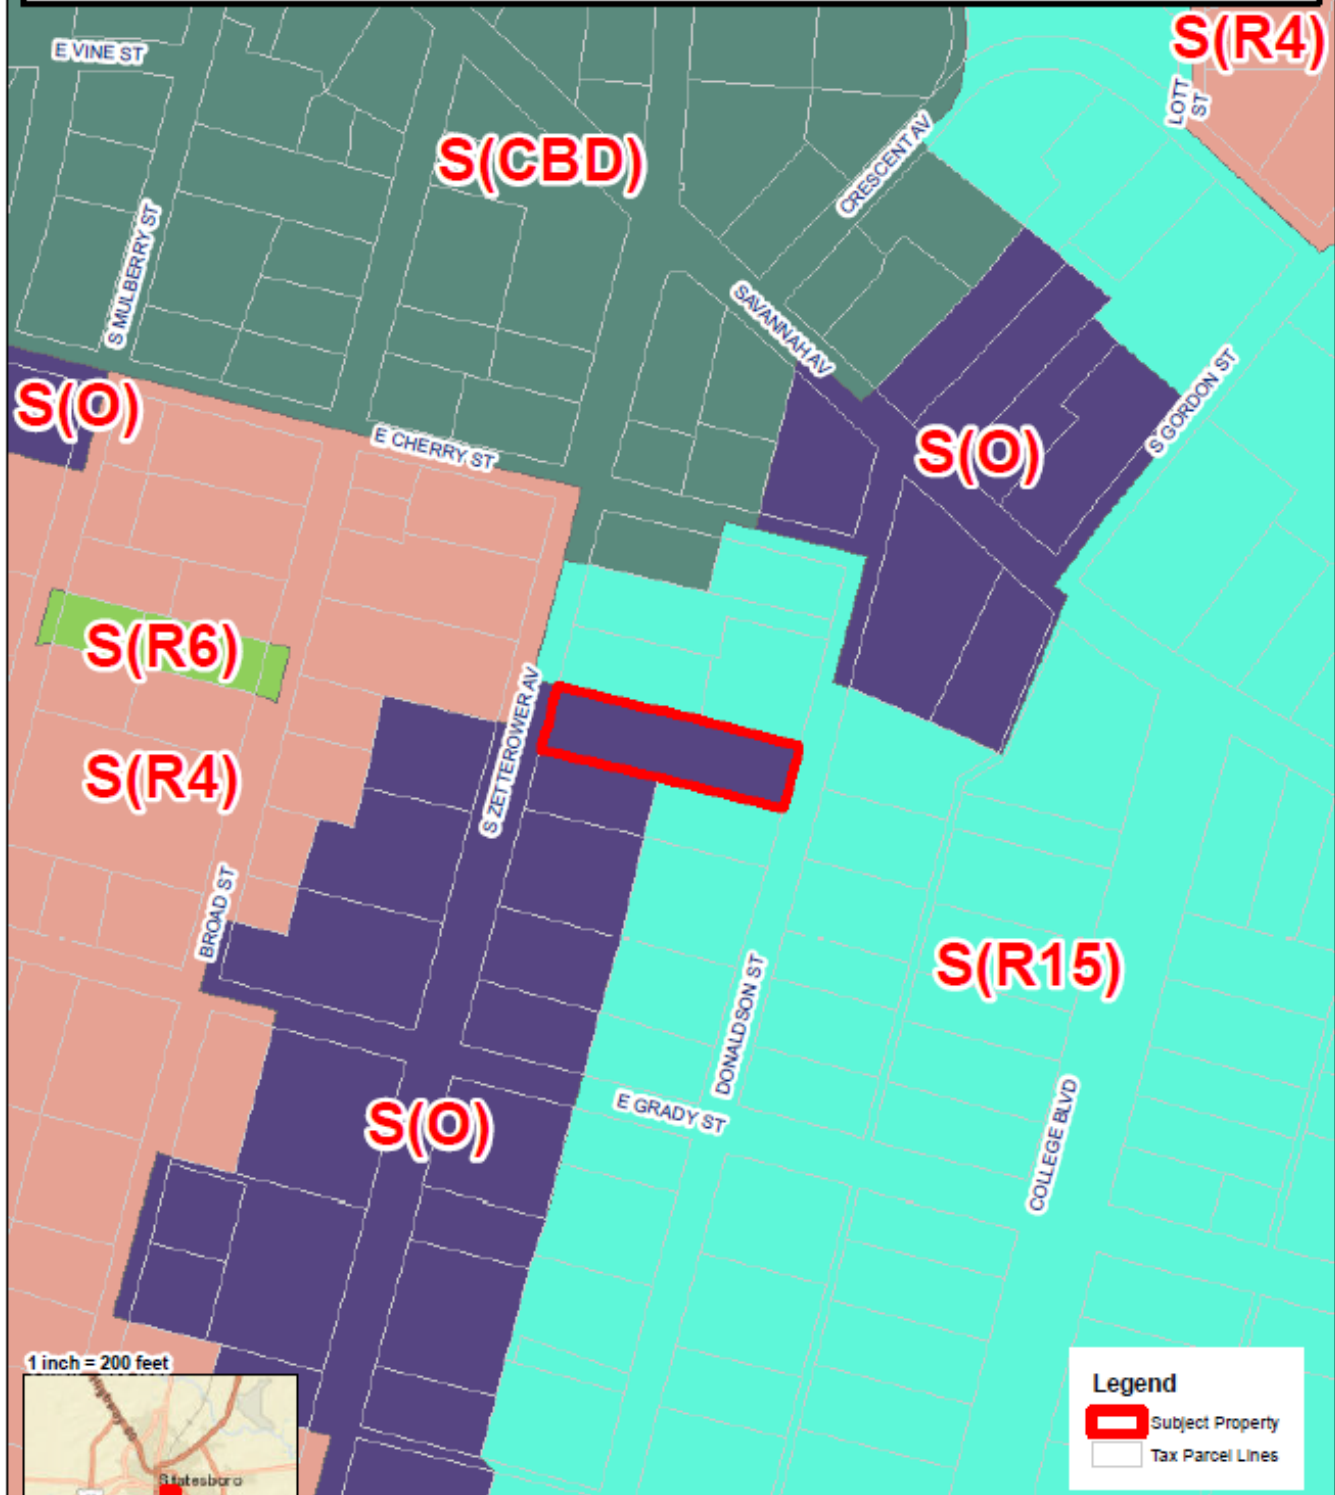 E VINE ST
S(R4)
LOTT
ST
S(CBD)
CRESCENT AV
S MULBERRY ST
SAVANNAH AV
S(O)
E CHERRY ST
S(O)
S GORDON ST
S(R6)
S ZETTEROWER AV
S(R4)
BROAD ST
S(R15)
DONALDSON ST
E GRADY ST
S(O)
COLLEGE BLVD
1 inch = 200 feet
Highway 80
Statesboro
Legend
Subject Property
Tax Parcel Lines